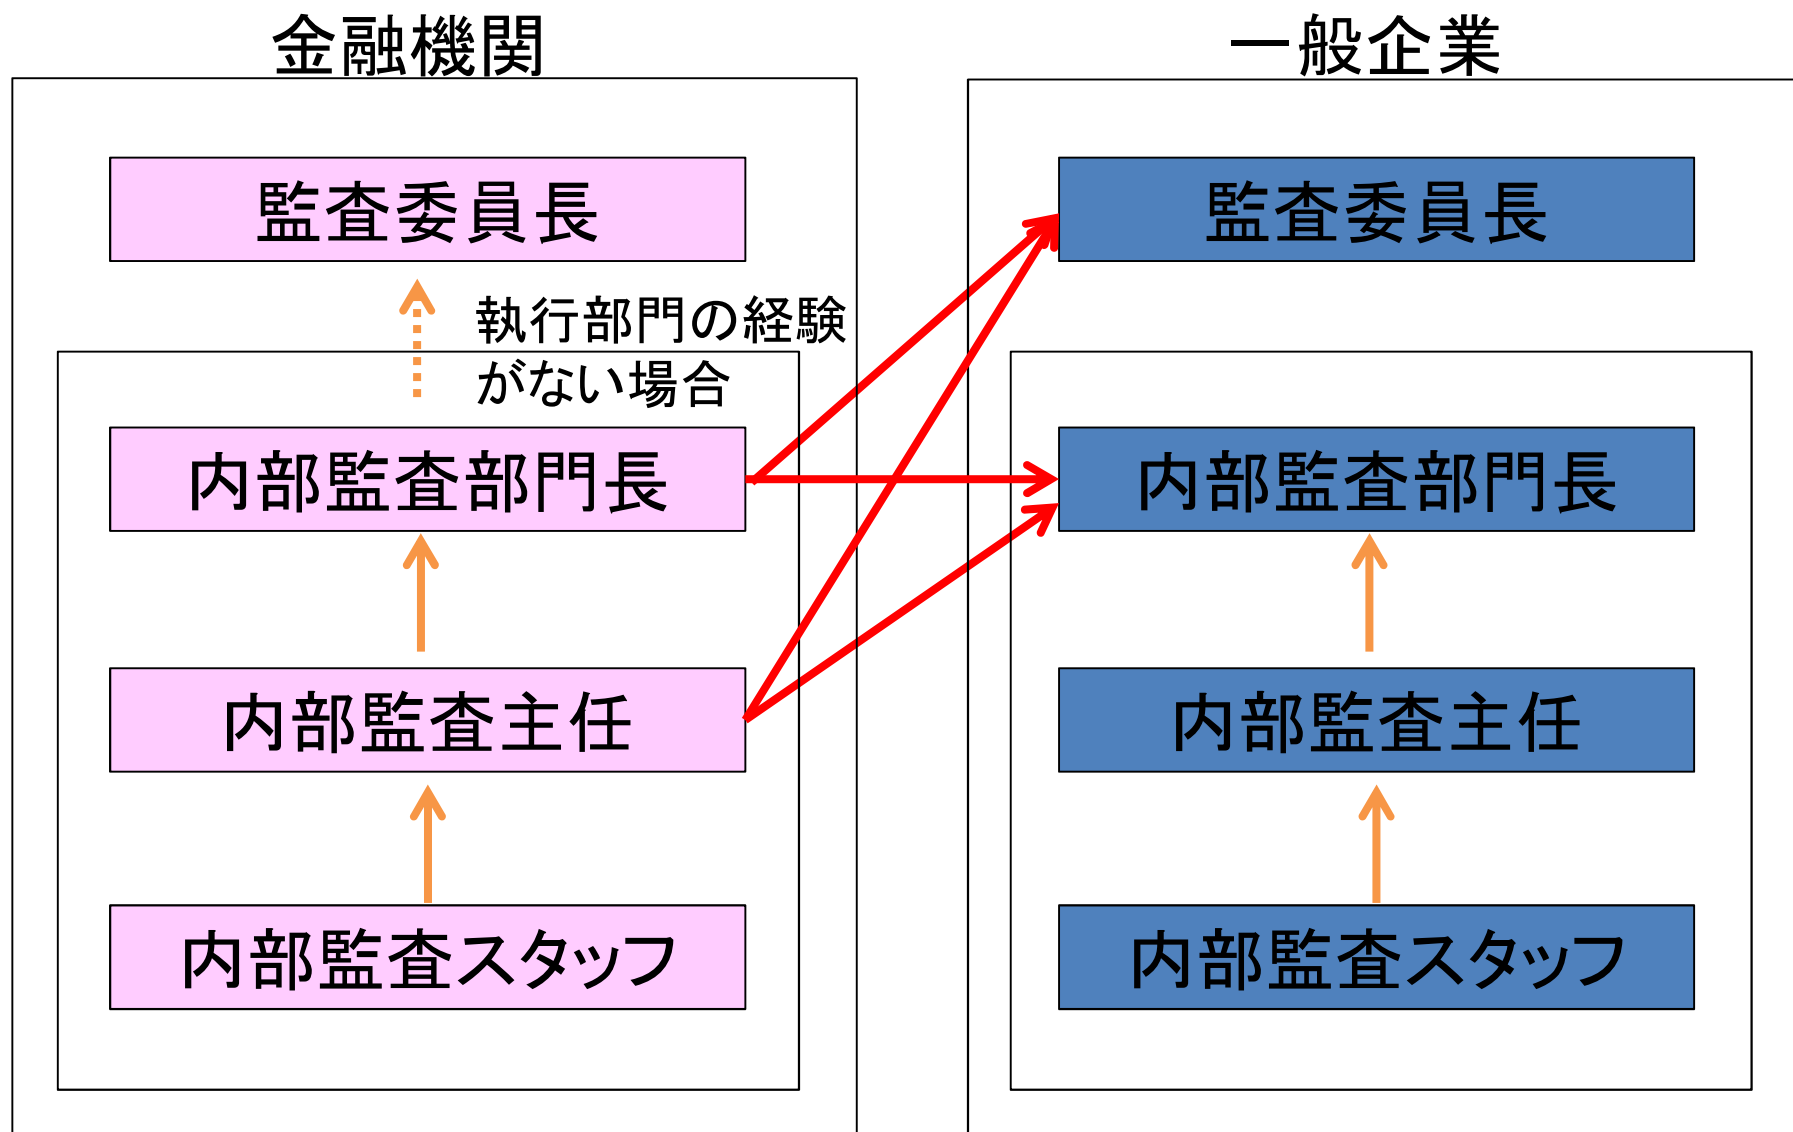 金融機関
監査委員長
執行部門の経験
がない場合
内部監査部門長
内部監査主任
内部監査スタッフ
一般企業
監査委員長
内部監査部門長
内部監査主任
内部監査スタッフ